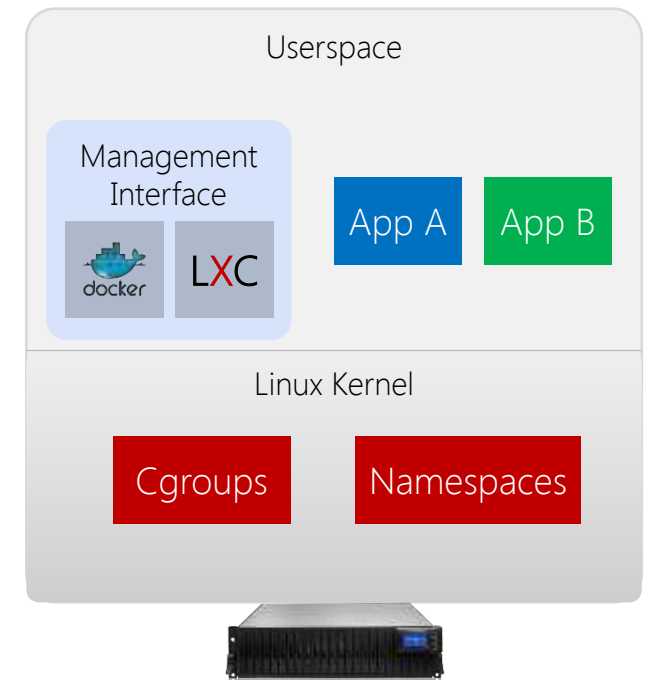 Userspace
Management
Interface
docker
LXC
App A
App B
Linux Kernel
Cgroups
Namespaces